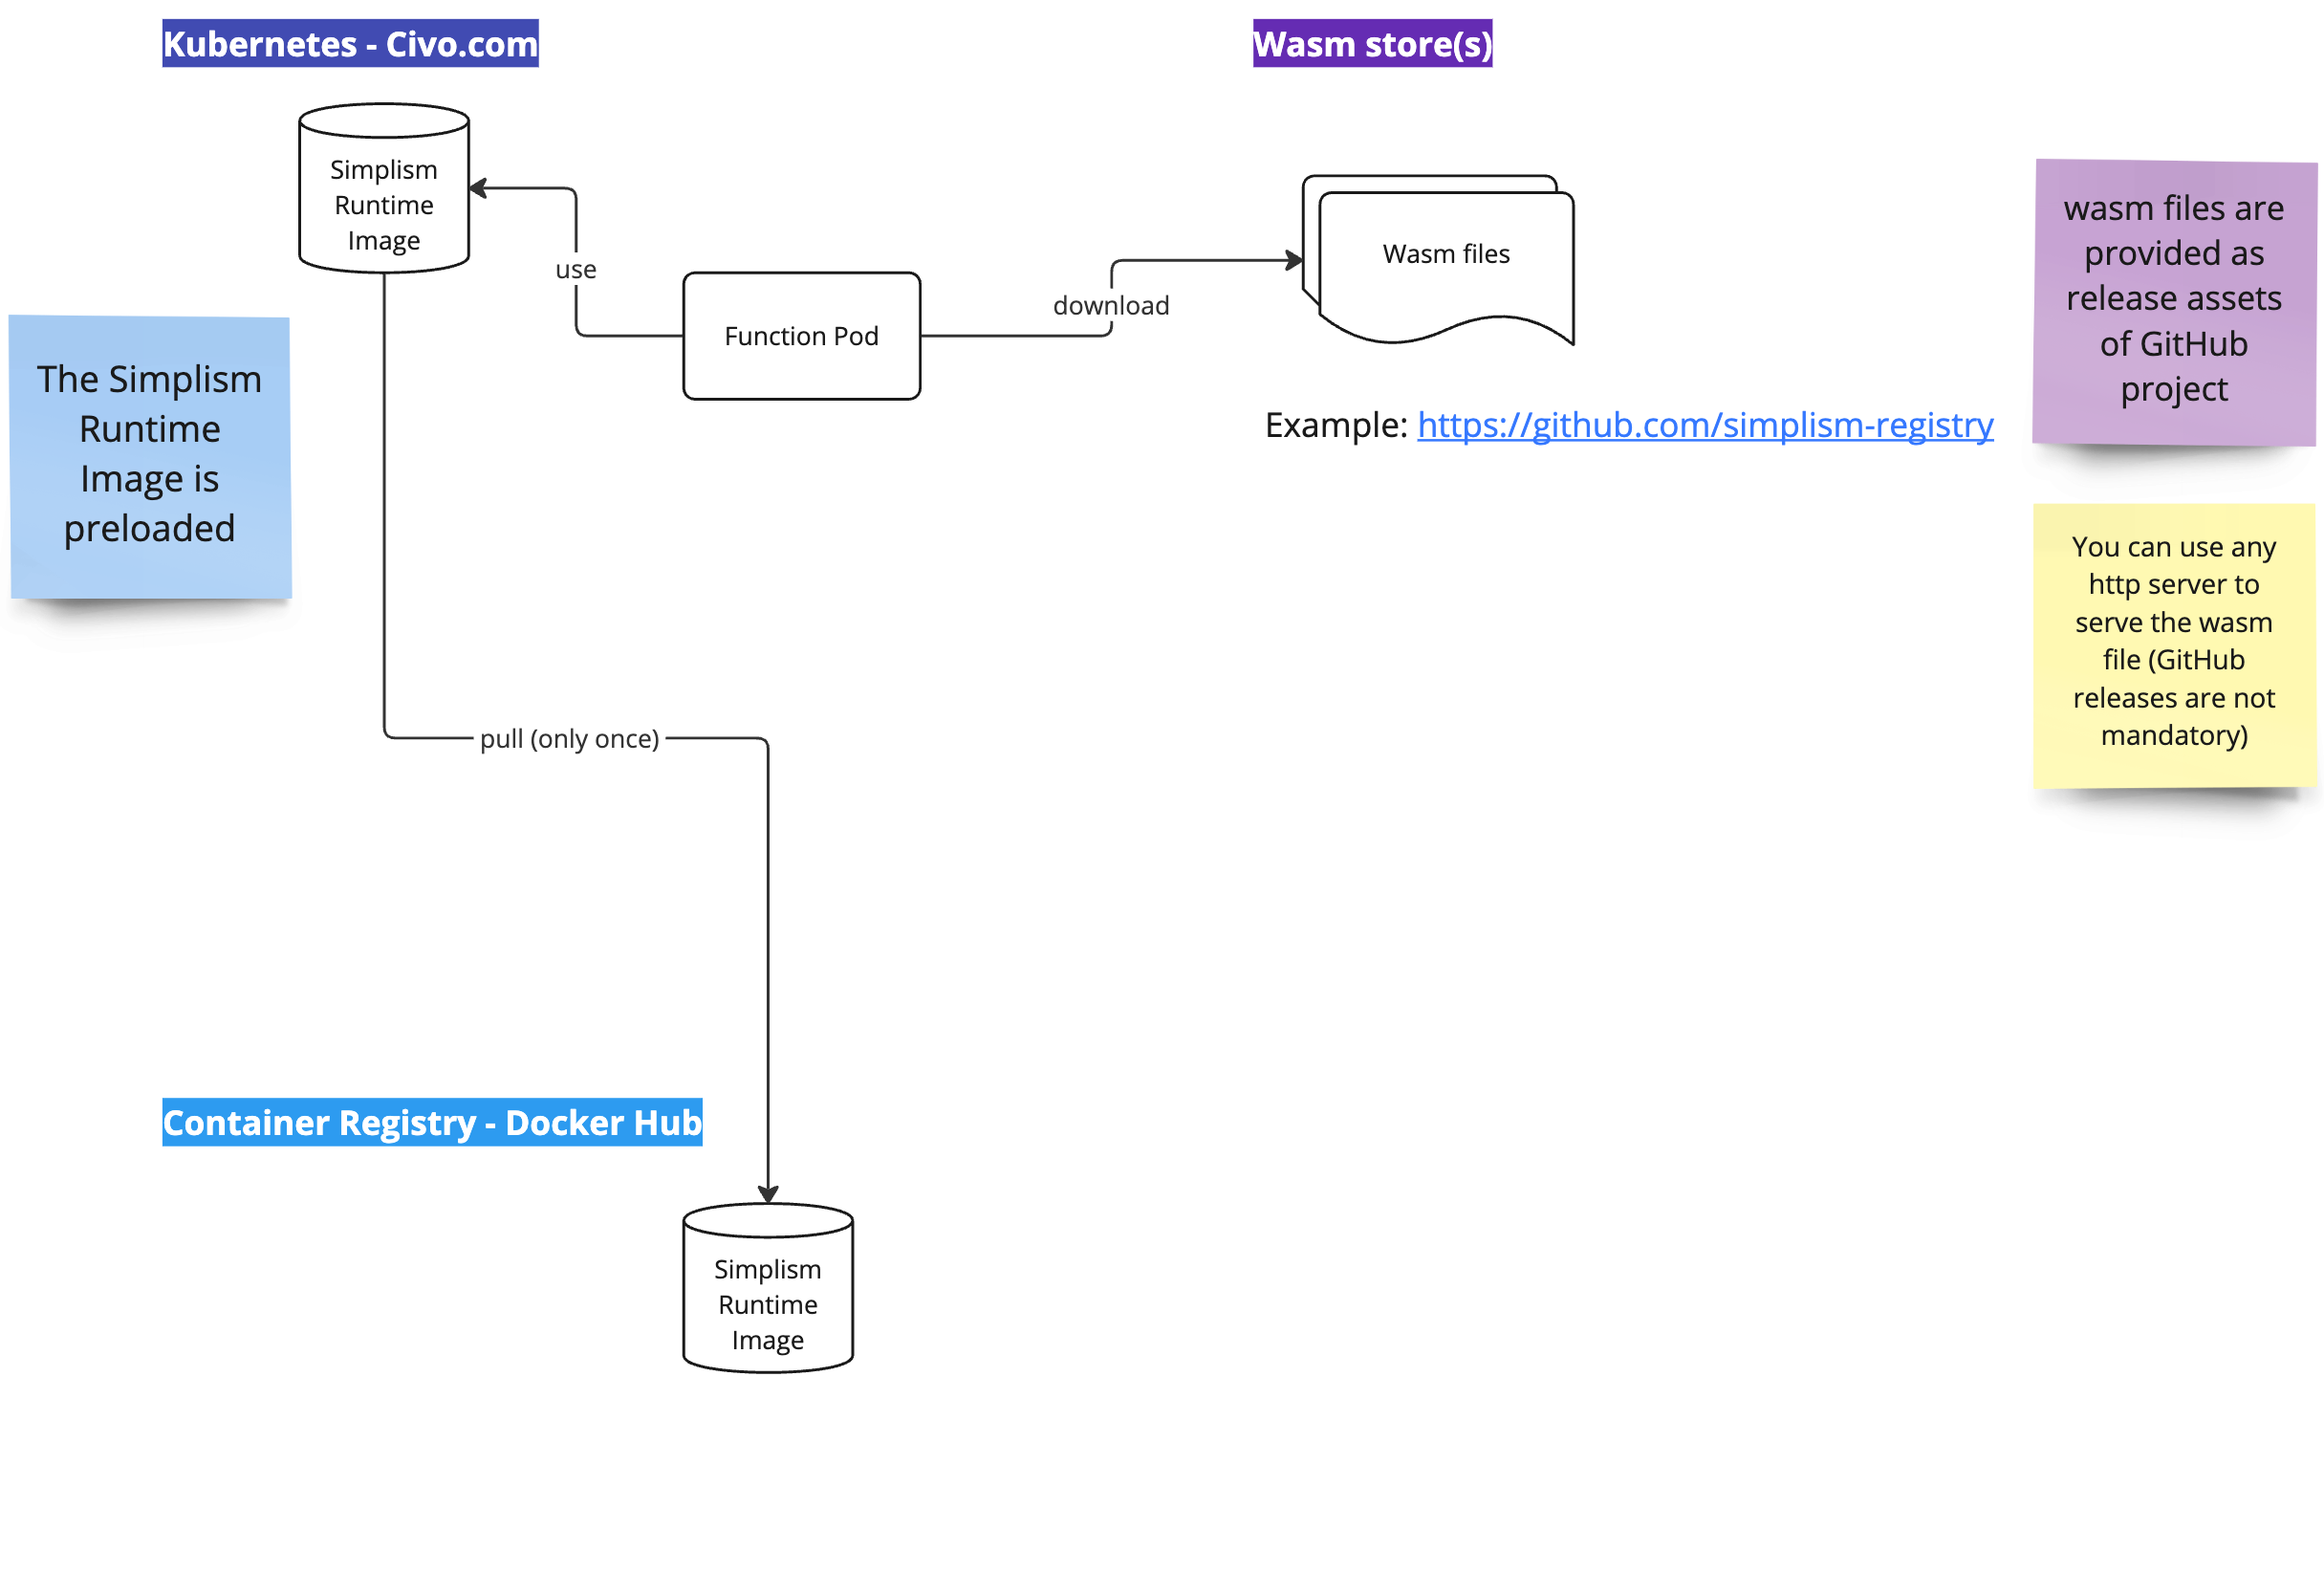 Kubernetes - Civo.com
Wasm store(s)
Simplism
Runtime
Image
use
Function Pod
download
Wasm files
Example: https://github.com/simplism-registry
wasm files are
provided as
release assets
of GitHub
project
The Simplism
Runtime
Image is
preloaded
You can use any
http server to
serve the wasm
file (GitHub
releases are not
mandatory)
pull (only once)
Container Registry - Docker Hub
Simplism
Runtime
Image